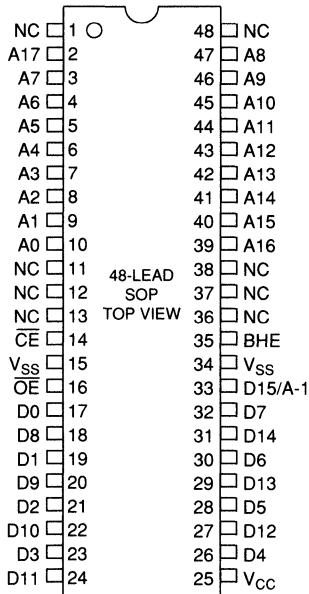 NC 1 48 NC
A17 2 47 A8
A7 3 46 A9
A6 4 45 A10
A5 5 44 A11
A4 6 43 A12
A3 7 42 A13
A2 8 41 A14
A1 9 40 A15
A0 10 39 A16
NC 11 38 NC
48-LEAD
NC 12 37 NC
SOP
NC 13 36 NC
TOP VIEW
C̅E̅ 14 35 BHE
VSS 15 34 VSS
O̅E̅ 16 33 D15/A-1
D0 17 32 D7
D8 18 31 D14
D1 19 30 D6
D9 20 29 D13
D2 21 28 D5
D10 22 27 D12
D3 23 26 D4
D11 24 25 VCC